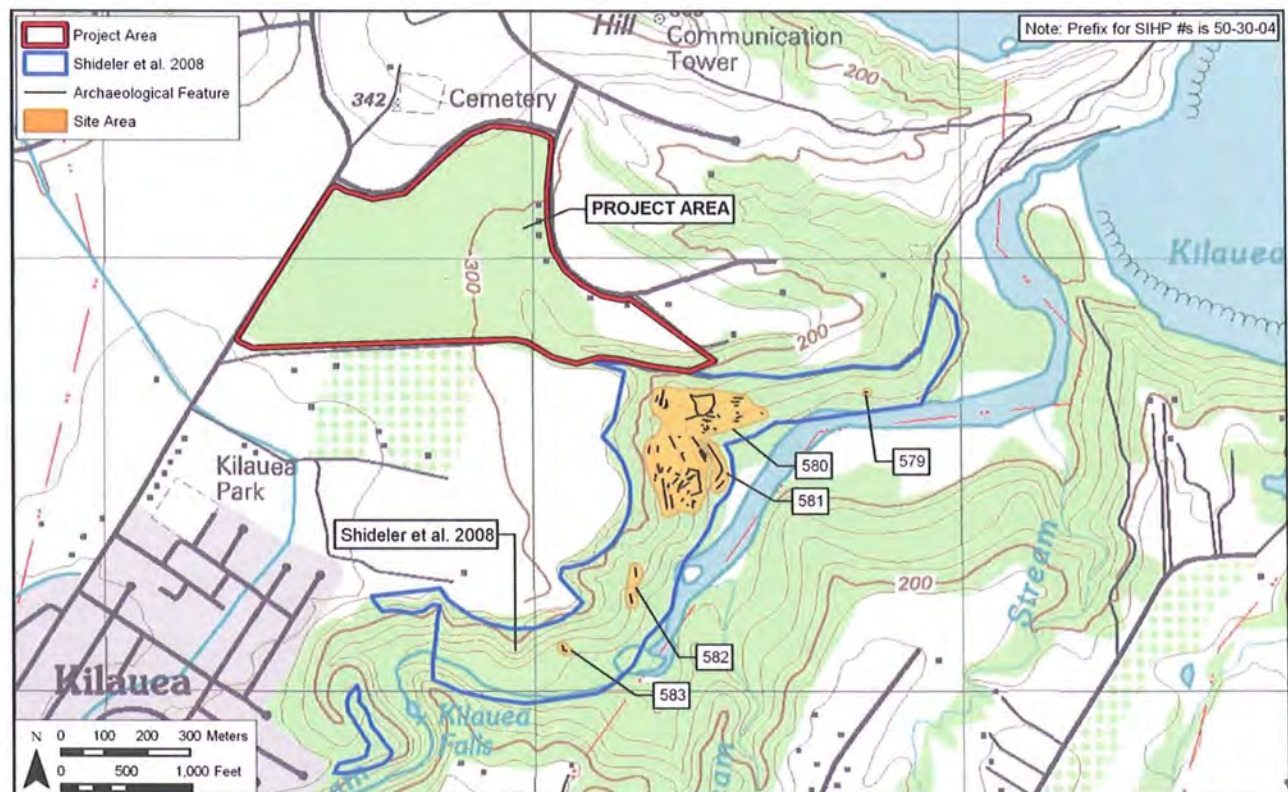 Project Area
Shideler et al. 2008
Archaeological Feature
Site Area
Note: Prefix for SIHP #s is 50-30-04
Hill
Communication
Tower
200
342
Cemetery
PROJECT AREA
300
Kilauea
200
580
579
581
Kilauea
Park
Shideler et al. 2008
200
Stream
582
583
Kilauea
Kilauea
Falls
N
0 100 200 300 Meters
0 500 1,000 Feet